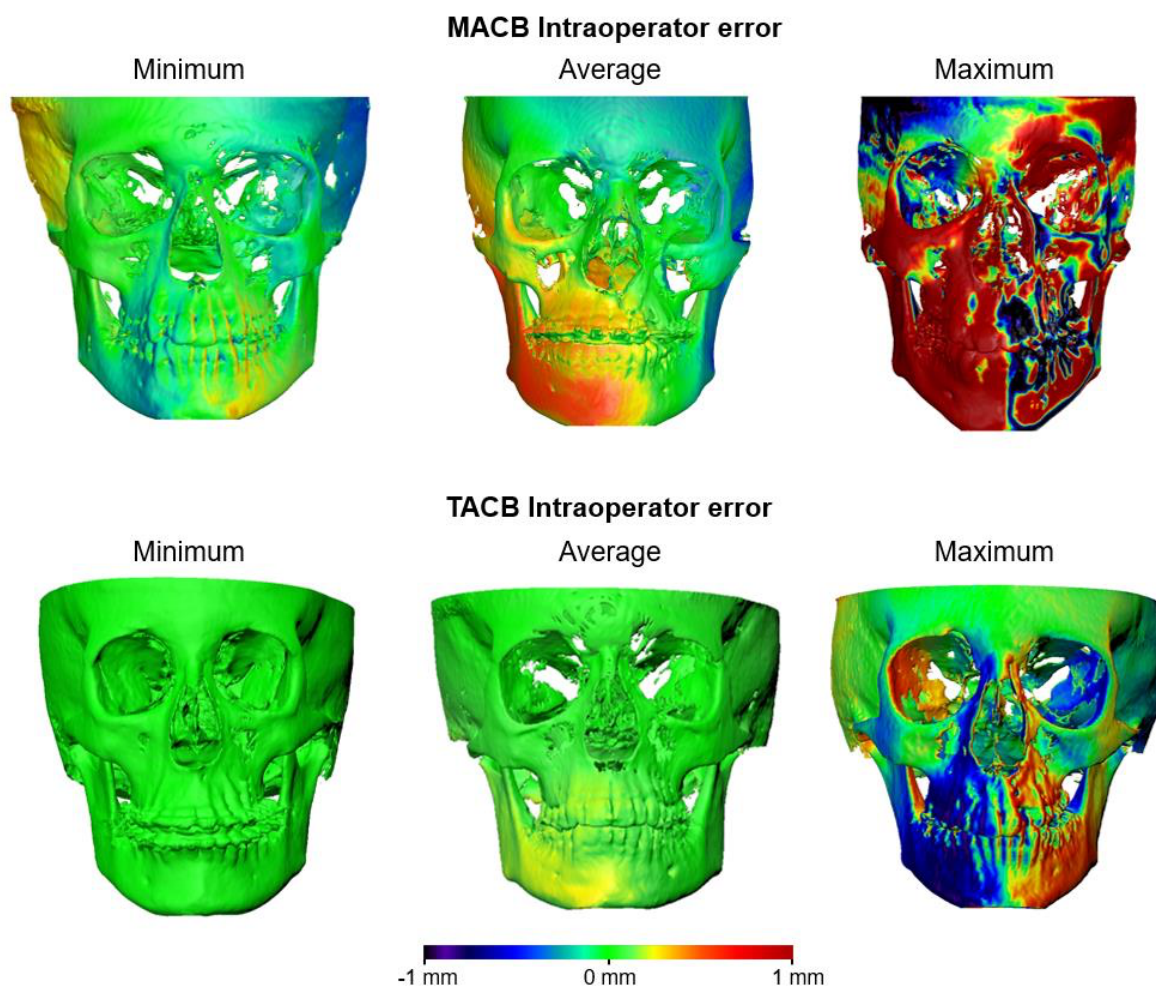 MACB Intraoperator error
Minimum
Average
Maximum
TACB Intraoperator error
Minimum
Average
Maximum
-1 mm
0 mm
1 mm